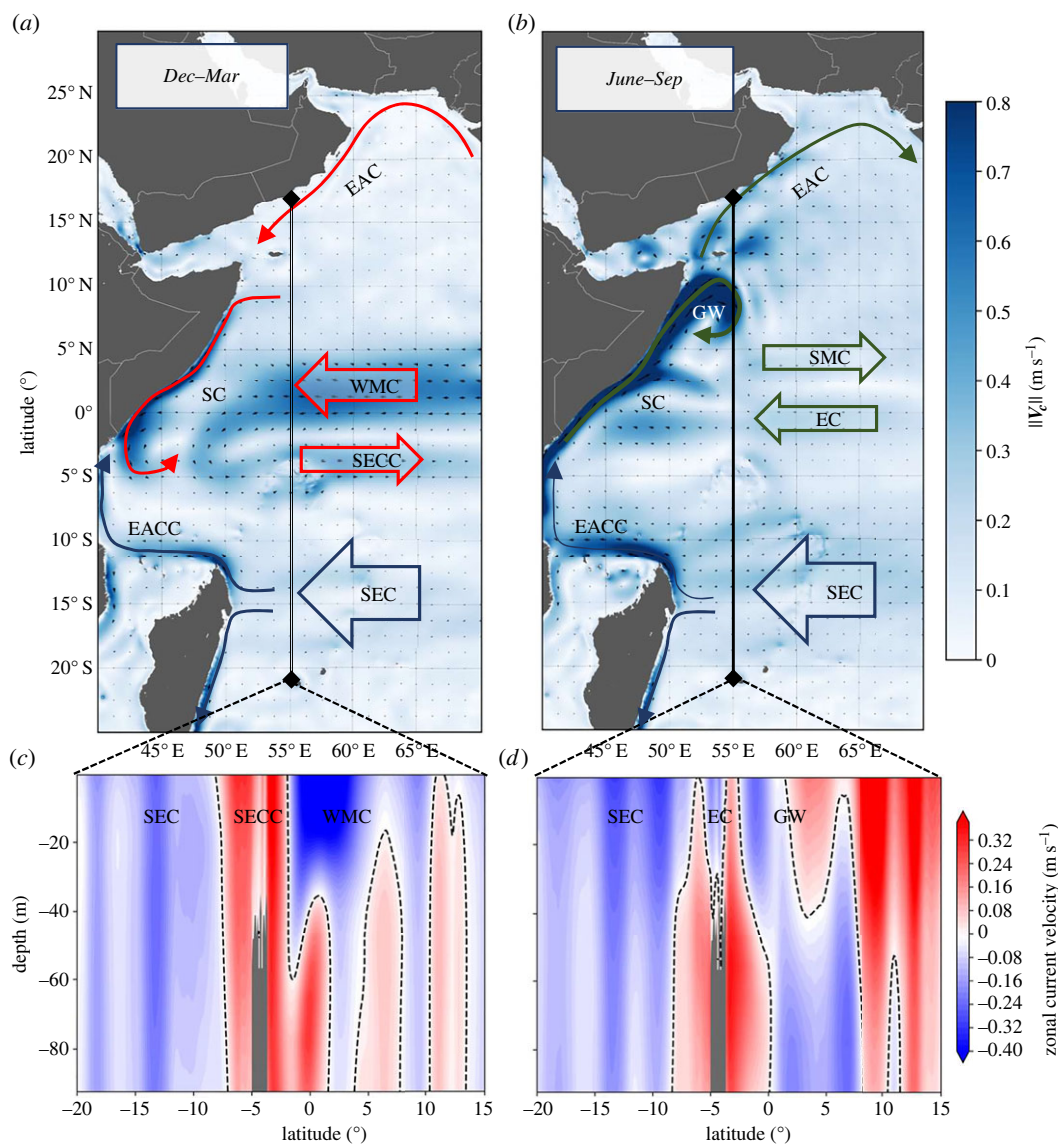 (a)
(b)
Dec–Mar
June–Sep
25° N
20° N
15° N
10° N
5° N
0°
5° S
10° S
15° S
20° S
latitude (°)
EAC
SC
WMC
SECC
EACC
SEC
45° E
50° E
55° E
60° E
65° E
EAC
GW
SMC
SC
EC
EACC
SEC
45° E
50° E
55° E
60° E
65° E
0.8
0.7
0.6
0.5
0.4
0.3
0.2
0.1
0
||Vc|| (m s−1)
(c)
(d)
SEC
SECC
WMC
–20
–40
–60
–80
depth (m)
–20
–15
–10
–5
0
5
10
15
latitude (°)
SEC
EC
GW
–20
–15
–10
–5
0
5
10
15
latitude (°)
0.32
0.24
0.16
0.08
0
–0.08
–0.16
–0.24
–0.32
–0.40
zonal current velocity (m s−1)